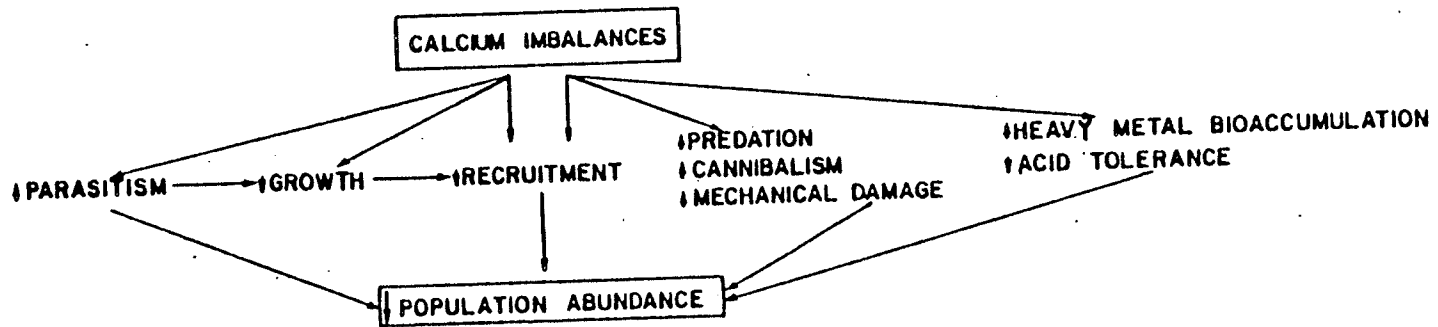 CALCIUM IMBALANCES
PARASITISM
GROWTH
RECRUITMENT
PREDATION
CANNIBALISM
MECHANICAL DAMAGE
HEAVY METAL BIOACCUMULATION
ACID TOLERANCE
POPULATION ABUNDANCE